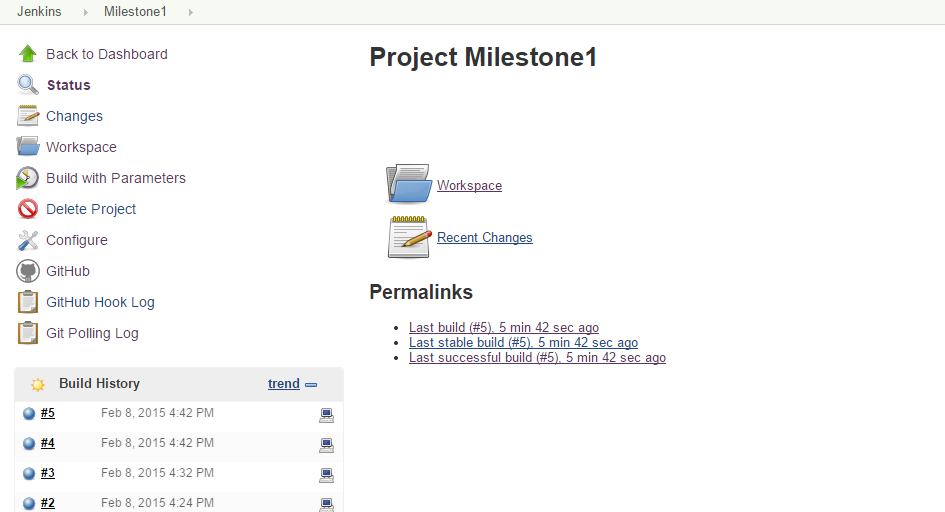 Jenkins Milestone1
Back to Dashboard
Status
Changes
Workspace
Build with Parameters
Delete Project
Configure
GitHub
GitHub Hook Log
Git Polling Log
Build History trend
#5 Feb 8, 2015 4:42 PM
#4 Feb 8, 2015 4:42 PM
#3 Feb 8, 2015 4:32 PM
#2 Feb 8, 2015 4:24 PM
Project Milestone1
Workspace
Recent Changes
Permalinks
Last build (#5), 5 min 42 sec ago
Last stable build (#5), 5 min 42 sec ago
Last successful build (#5), 5 min 42 sec ago